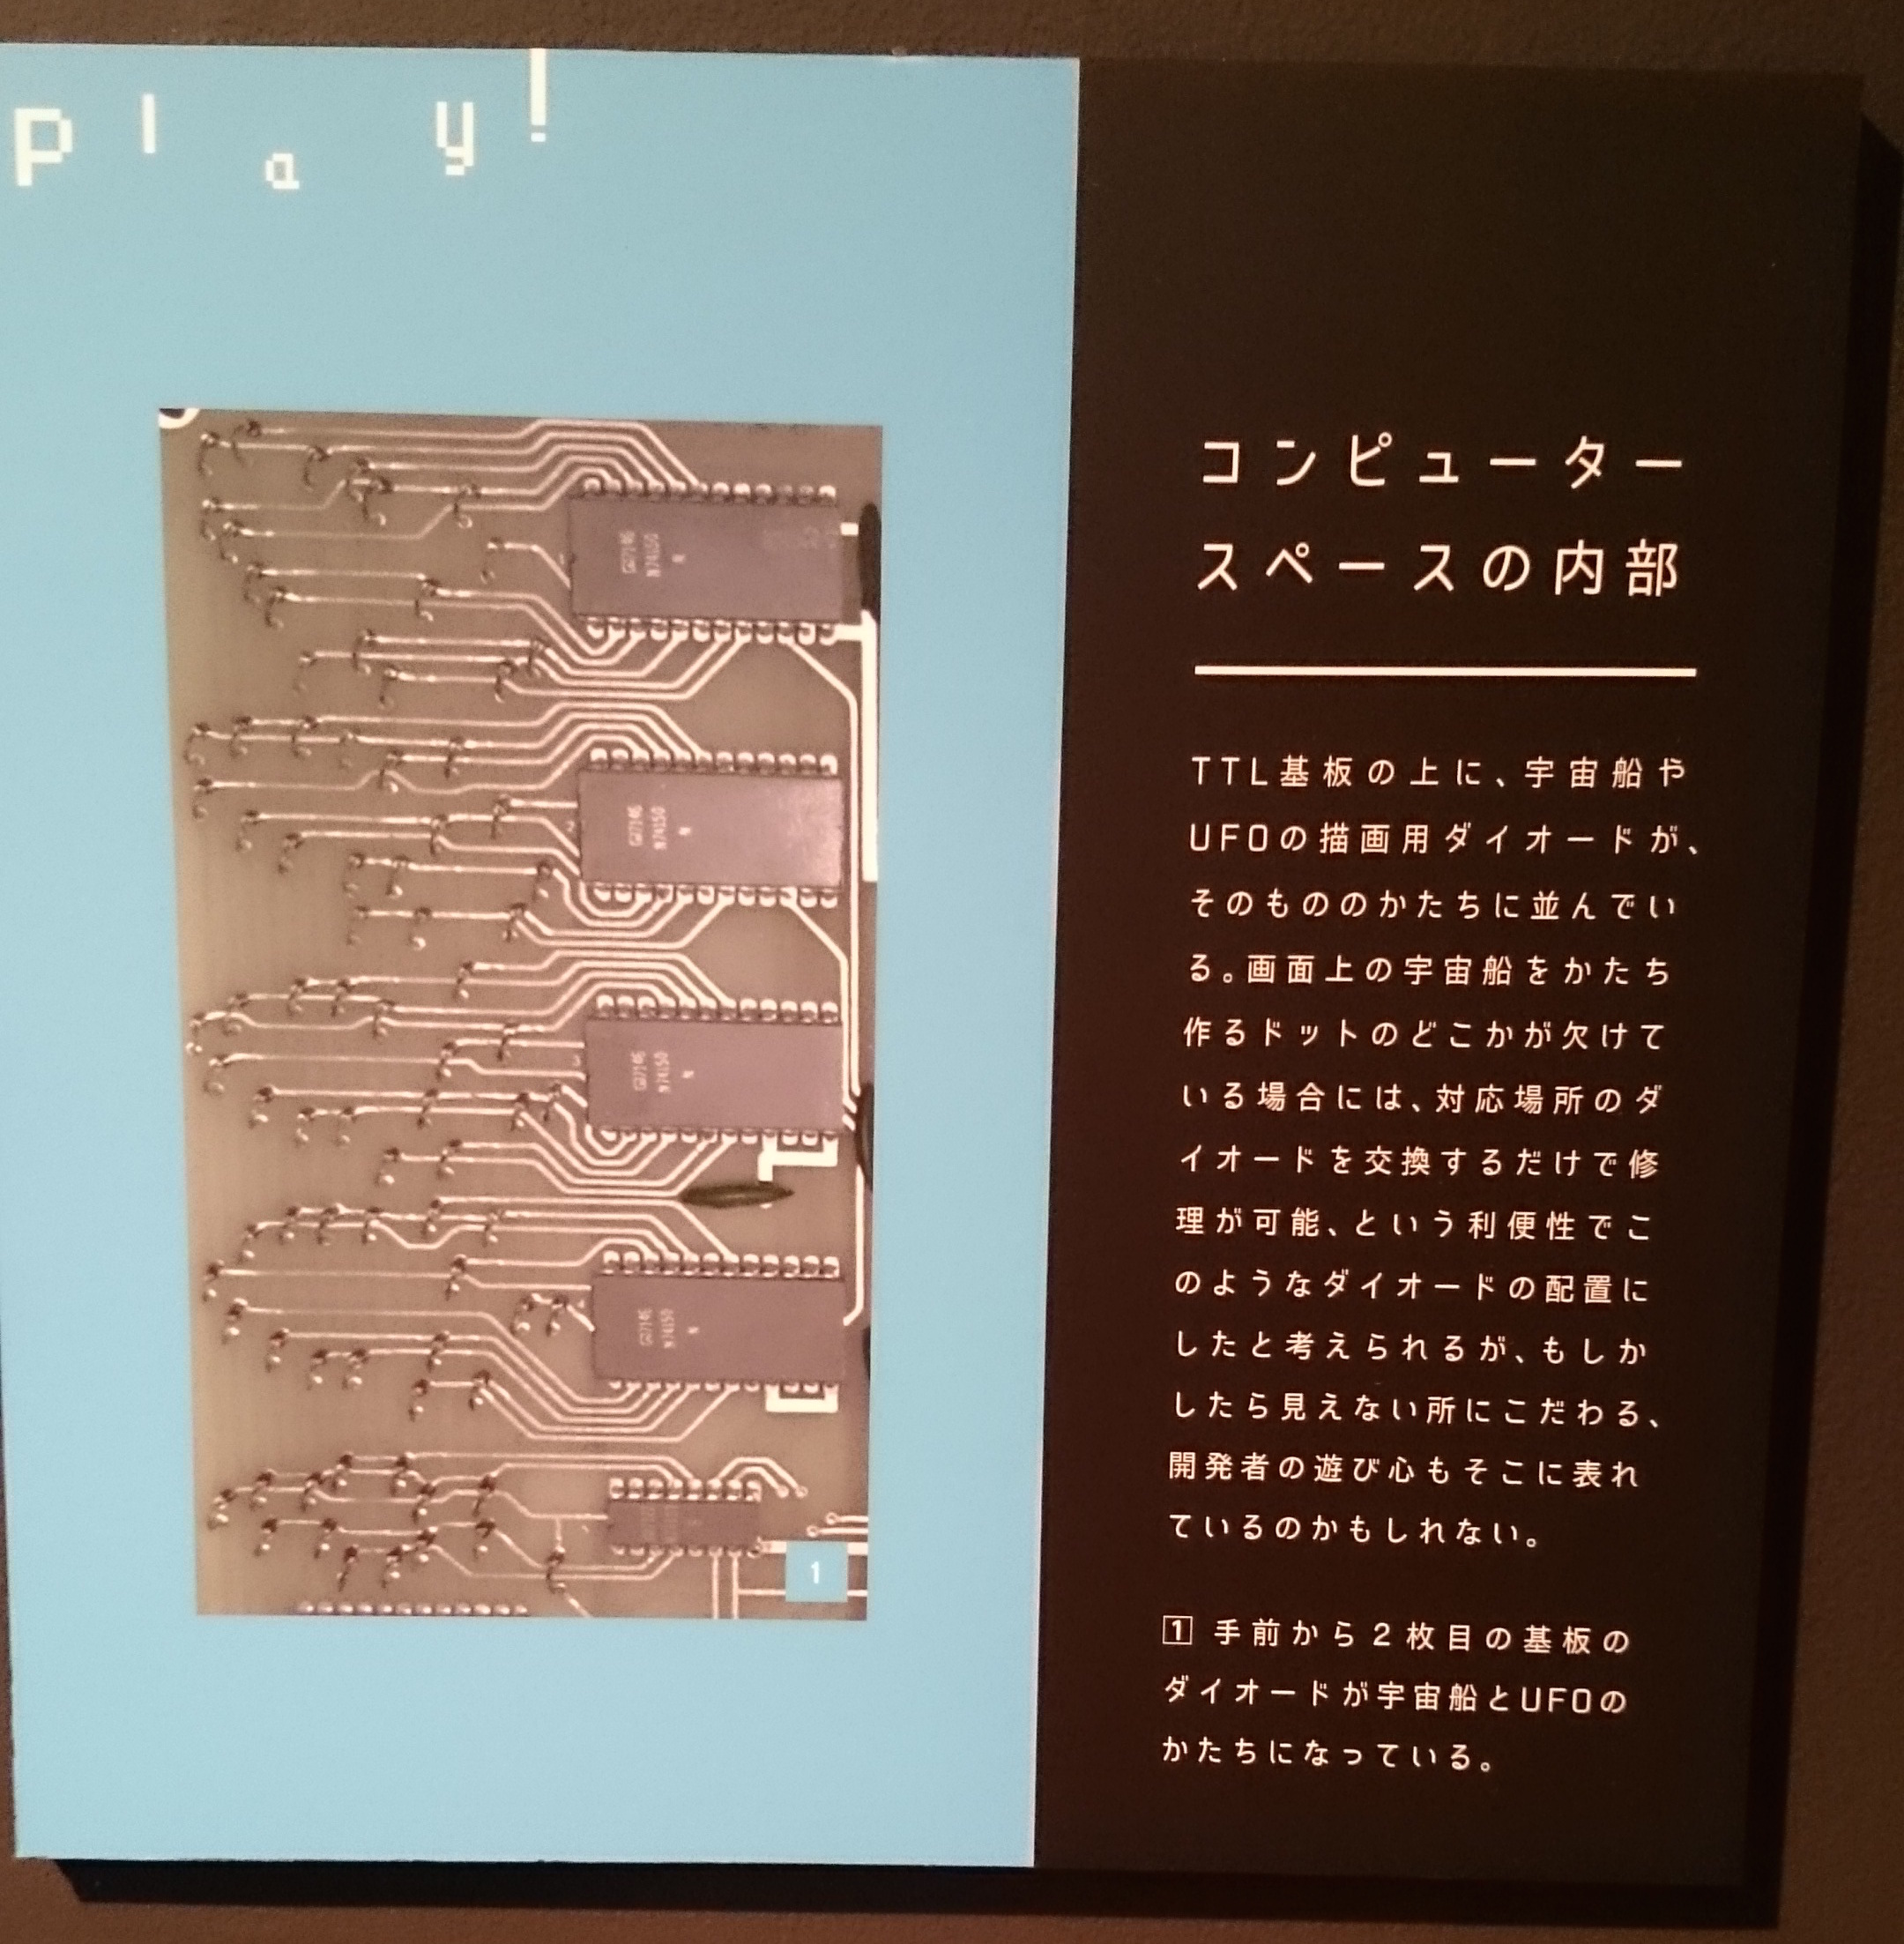 play!
コンピューター
スペースの内部
TTL基板の上に、宇宙船や
UFOの描画用ダイオードが、
そのもののかたちに並んでい
る。画面上の宇宙船をかたち
作るドットのどこかが欠けて
いる場合には、対応場所のダ
イオードを交換するだけで修
理が可能、という利便性でこ
のようなダイオードの配置に
したと考えられるが、もしか
したら見えない所にこだわる、
開発者の遊び心もそこに表れ
ているのかもしれない。
1 手前から2枚目の基板の
ダイオードが宇宙船とUFOの
かたちになっている。
N74150
N
N74150
N
N74150
N
N74150
N
1